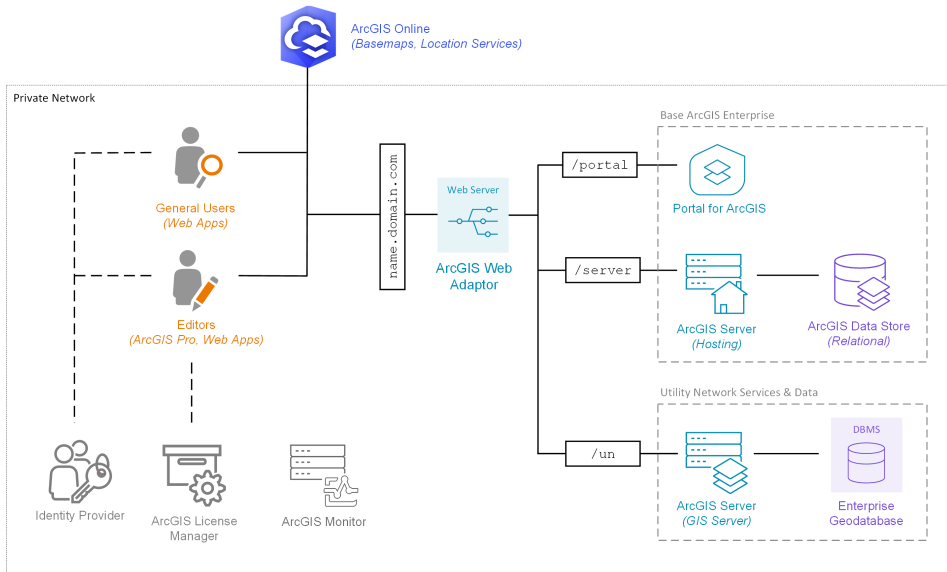 ArcGIS Online
(Basemaps, Location Services)
Private Network
General Users
(Web Apps)
Editors
(ArcGIS Pro, Web Apps)
Identity Provider
ArcGIS License
Manager
ArcGIS Monitor
name.domain.com
Web Server
ArcGIS Web
Adaptor
/portal
/server
/un
Base ArcGIS Enterprise
Portal for ArcGIS
ArcGIS Server
(Hosting)
ArcGIS Data Store
(Relational)
Utility Network Services & Data
ArcGIS Server
(GIS Server)
DBMS
Enterprise
Geodatabase